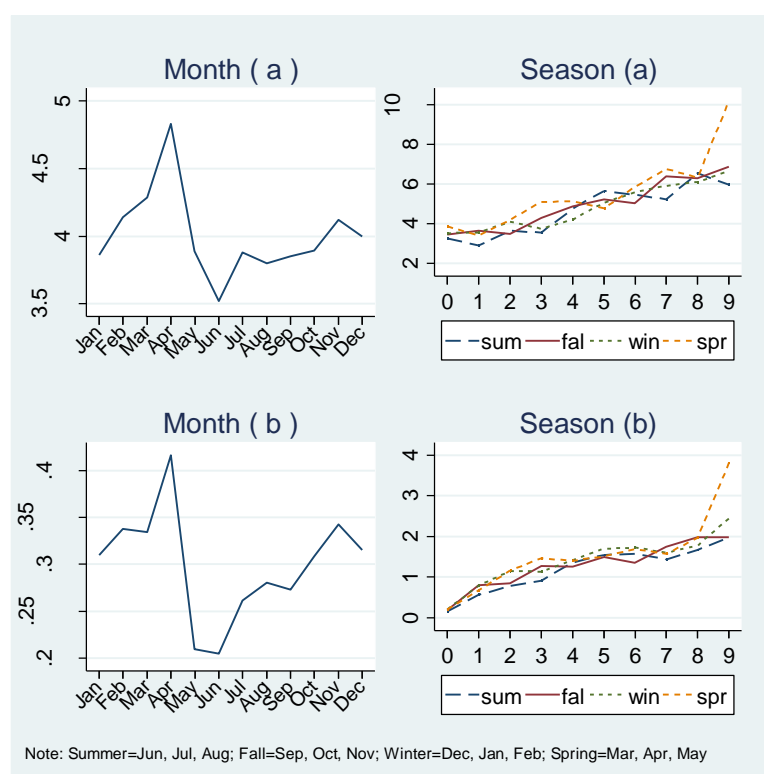 Month ( a )
5
4.5
4
3.5
Jan Feb Mar Apr May Jun Jul Aug Sep Oct Nov Dec
Season (a)
10
8
6
4
2
0 1 2 3 4 5 6 7 8 9
sum fal win spr
Month ( b )
.4
.35
.3
.25
.2
Jan Feb Mar Apr May Jun Jul Aug Sep Oct Nov Dec
Season (b)
4
3
2
1
0
0 1 2 3 4 5 6 7 8 9
sum fal win spr
Note: Summer=Jun, Jul, Aug; Fall=Sep, Oct, Nov; Winter=Dec, Jan, Feb; Spring=Mar, Apr, May